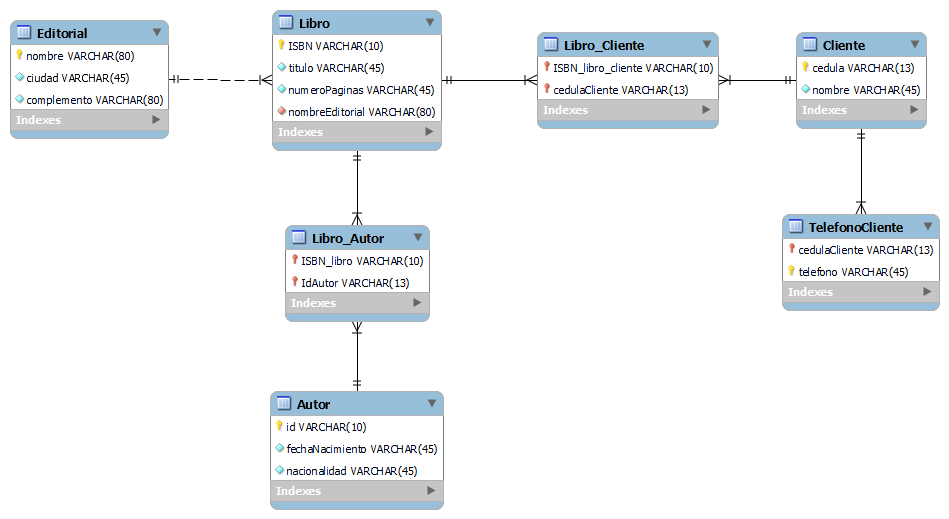 Editorial
nombre VARCHAR(80)
ciudad VARCHAR(45)
complemento VARCHAR(80)
Indexes
Libro
ISBN VARCHAR(10)
titulo VARCHAR(45)
numeroPaginas VARCHAR(45)
nombreEditorial VARCHAR(80)
Indexes
Libro_Cliente
ISBN_libro_cliente VARCHAR(10)
cedulaCliente VARCHAR(13)
Indexes
Cliente
cedula VARCHAR(13)
nombre VARCHAR(45)
Indexes
Libro_Autor
ISBN_libro VARCHAR(10)
IdAutor VARCHAR(13)
Indexes
TelefonoCliente
cedulaCliente VARCHAR(13)
telefono VARCHAR(45)
Indexes
Autor
id VARCHAR(10)
fechaNacimiento VARCHAR(45)
nacionalidad VARCHAR(45)
Indexes